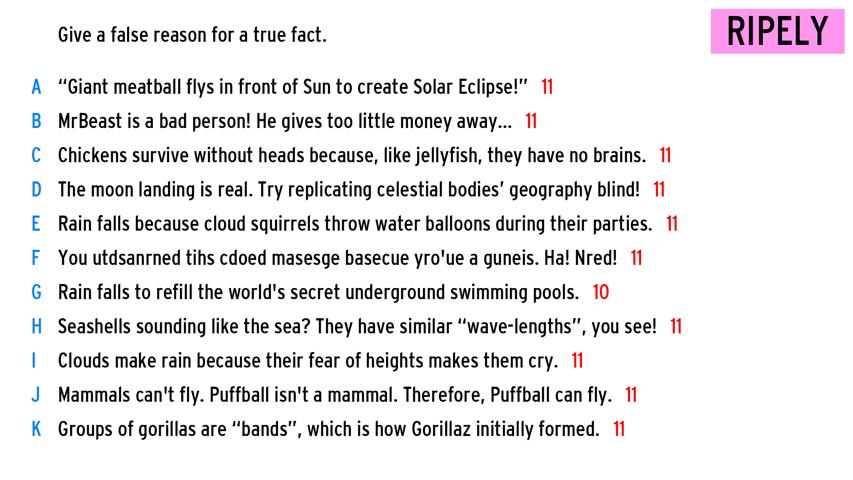 Give a false reason for a true fact.
RIPELY
A “Giant meatball flys in front of Sun to create Solar Eclipse!” 11
B MrBeast is a bad person! He gives too little money away... 11
C Chickens survive without heads because, like jellyfish, they have no brains. 11
D The moon landing is real. Try replicating celestial bodies’ geography blind! 11
E Rain falls because cloud squirrels throw water balloons during their parties. 11
F You utdsanrned tihs cdoed masesge basecue yro'ue a guneis. Ha! Nred! 11
G Rain falls to refill the world's secret underground swimming pools. 10
H Seashells sounding like the sea? They have similar “wave-lengths”, you see! 11
I Clouds make rain because their fear of heights makes them cry. 11
J Mammals can't fly. Puffball isn't a mammal. Therefore, Puffball can fly. 11
K Groups of gorillas are “bands”, which is how Gorillaz initially formed. 11